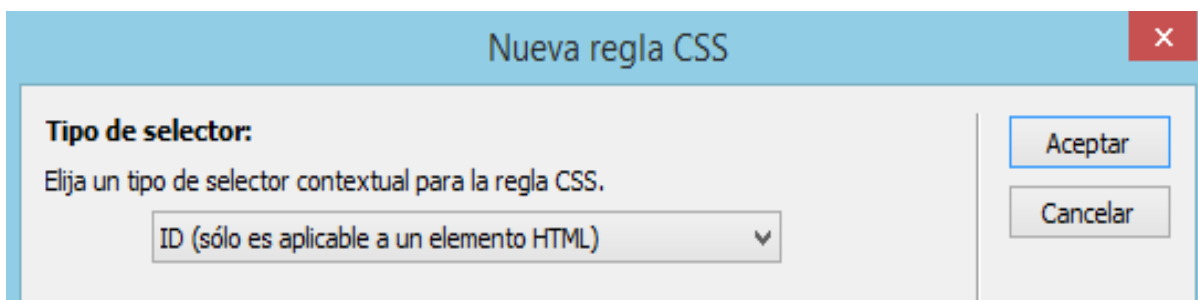 Nueva regla CSS
Tipo de selector:
Aceptar
Elija un tipo de selector contextual para la regla CSS.
Cancelar
ID (sólo es aplicable a un elemento HTML)